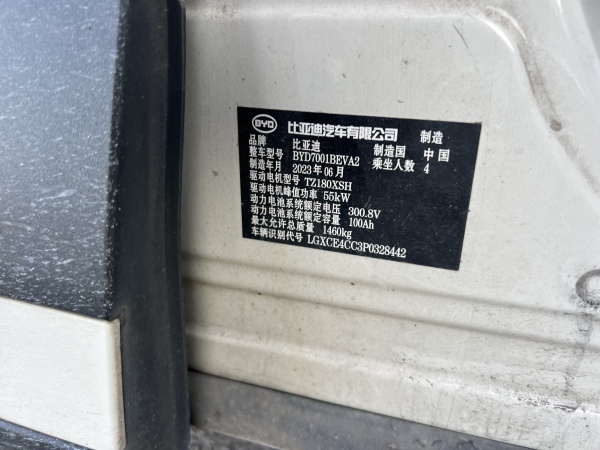 BYD 比亚迪汽车有限公司 制造
品牌 比亚迪 制造国 中国
整车型号 BYD7001BEVA2 乘坐人数 4
制造年月 2023年06月
驱动电机型号 TZ180XSH
驱动电机峰值功率 55kW
动力电池系统额定电压 300.8V
动力电池系统额定容量 100Ah
最大允许总质量 1460kg
车辆识别代号 LGXCE4CC3P0328442